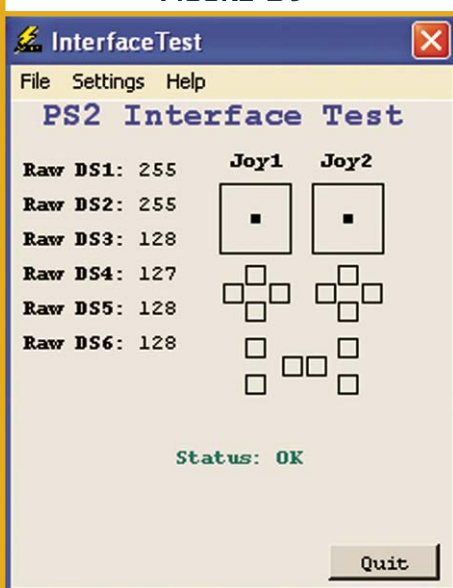 InterfaceTest
File Settings Help
PS2 Interface Test
Raw DS1: 255
Raw DS2: 255
Raw DS3: 128
Raw DS4: 127
Raw DS5: 128
Raw DS6: 128
Joy1 Joy2
Status: OK
Quit